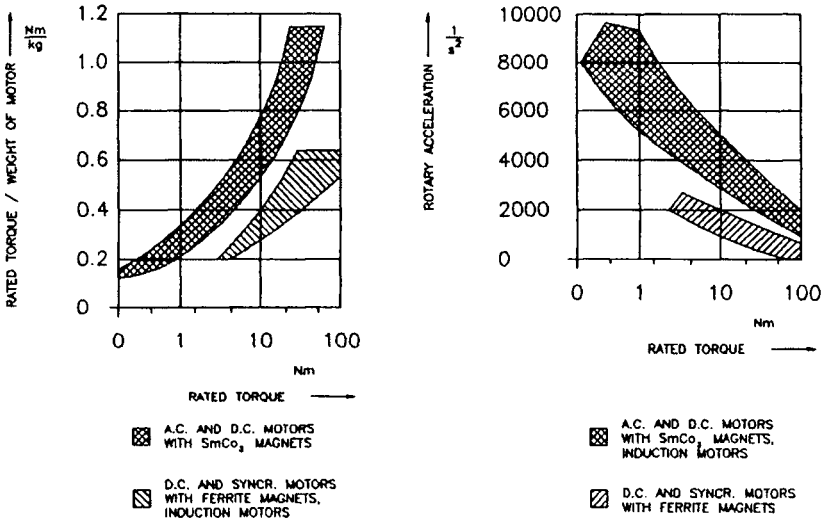 RATED TORQUE / WEIGHT OF MOTOR
Nm
kg
1.2
1.0
0.8
0.6
0.4
0.2
0
0 1 10 100
Nm
RATED TORQUE
A.C. AND D.C. MOTORS
WITH SmCo₃ MAGNETS
D.C. AND SYNCR. MOTORS
WITH FERRITE MAGNETS,
INDUCTION MOTORS
ROTARY ACCELERATION
1
s²
10000
8000
6000
4000
2000
0
0 1 10 100
Nm
RATED TORQUE
A.C. AND D.C. MOTORS
WITH SmCo₃ MAGNETS,
INDUCTION MOTORS
D.C. AND SYNCR. MOTORS
WITH FERRITE MAGNETS